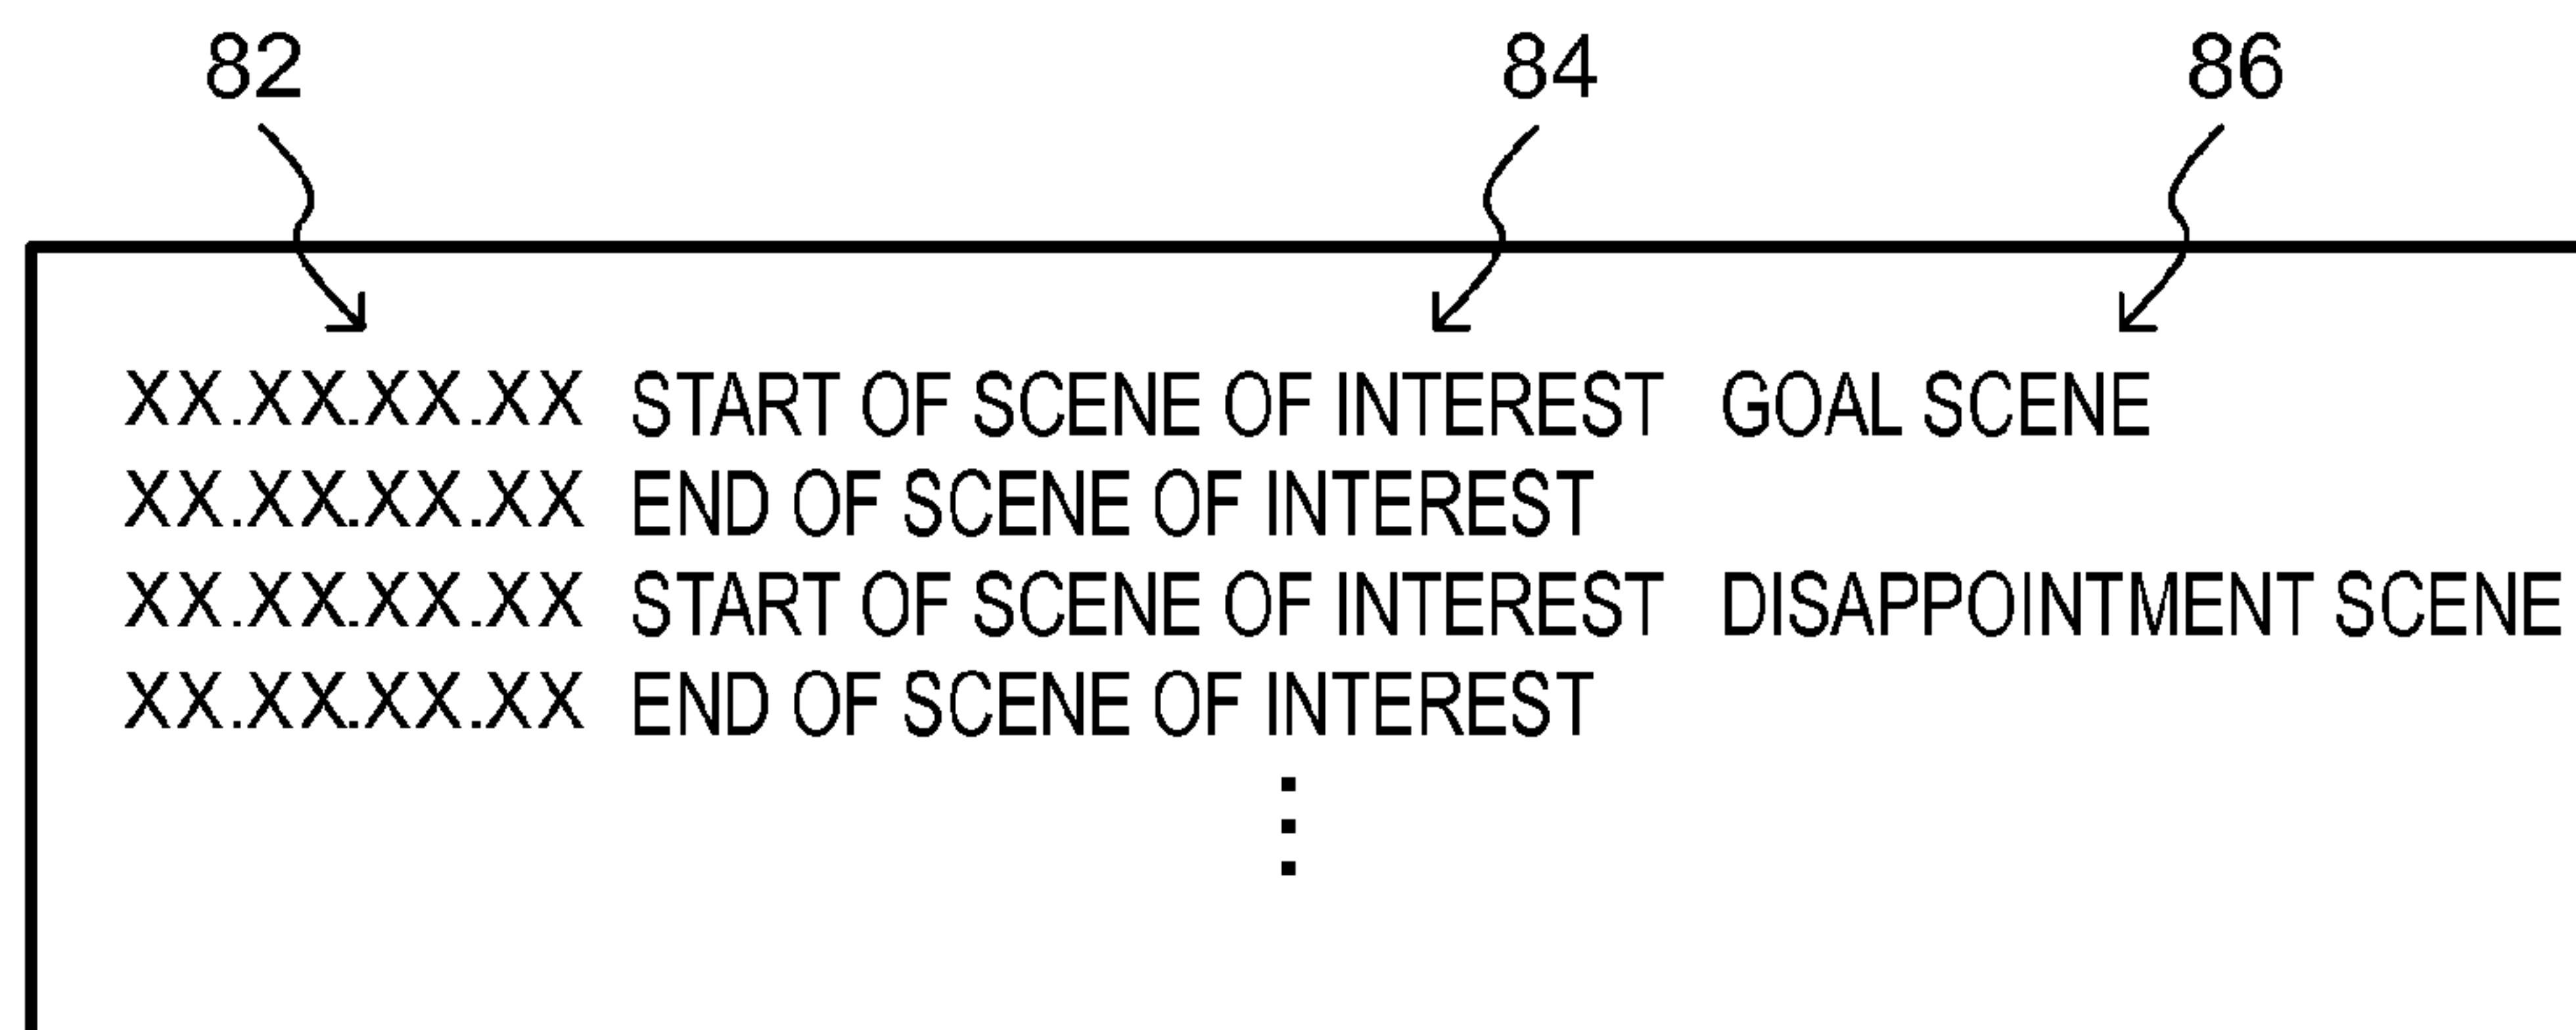 82 84 86
XX.XX.XX.XX START OF SCENE OF INTEREST GOAL SCENE
XX.XX.XX.XX END OF SCENE OF INTEREST
XX.XX.XX.XX START OF SCENE OF INTEREST DISAPPOINTMENT SCENE
XX.XX.XX.XX END OF SCENE OF INTEREST